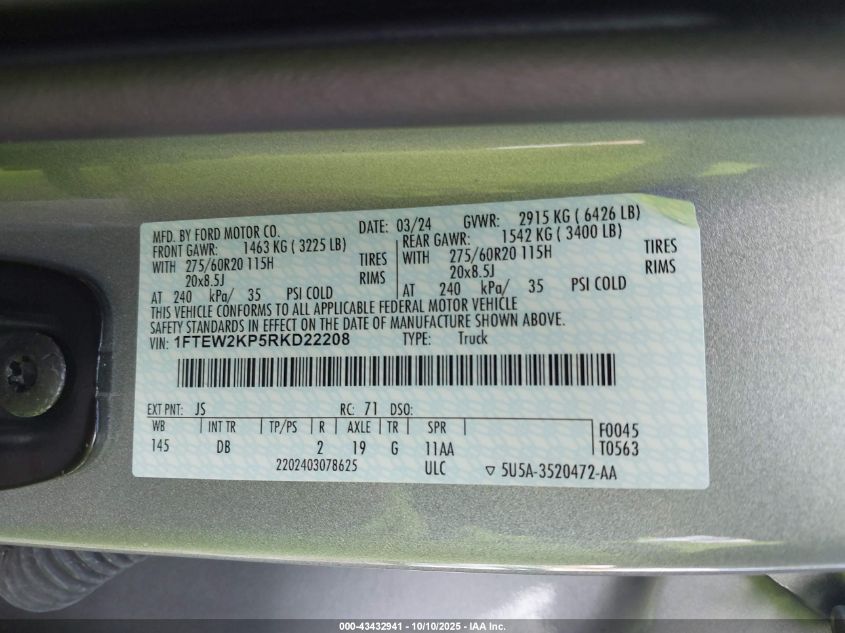 MFD. BY FORD MOTOR CO. DATE: 03/24 GVWR: 2915 KG ( 6426 LB)
FRONT GAWR: 1463 KG ( 3225 LB) REAR GAWR: 1542 KG ( 3400 LB)
WITH 275/60R20 115H TIRES WITH 275/60R20 115H TIRES
20x8.5J RIMS 20x8.5J RIMS
AT 240 kPa/ 35 PSI COLD AT 240 kPa/ 35 PSI COLD
THIS VEHICLE CONFORMS TO ALL APPLICABLE FEDERAL MOTOR VEHICLE
SAFETY STANDARDS IN EFFECT ON THE DATE OF MANUFACTURE SHOWN ABOVE.
VIN: 1FTEW2KP5RKD22208 TYPE: Truck
EXT PNT: JS RC: 71 DSO:
WB INT TR TP/PS R AXLE TR SPR F0045
145 DB 2 19 G 11AA T0563
2202403078625 ULC ▽ 5U5A-3520472-AA
000-43432941 - 10/10/2025 - IAA Inc.